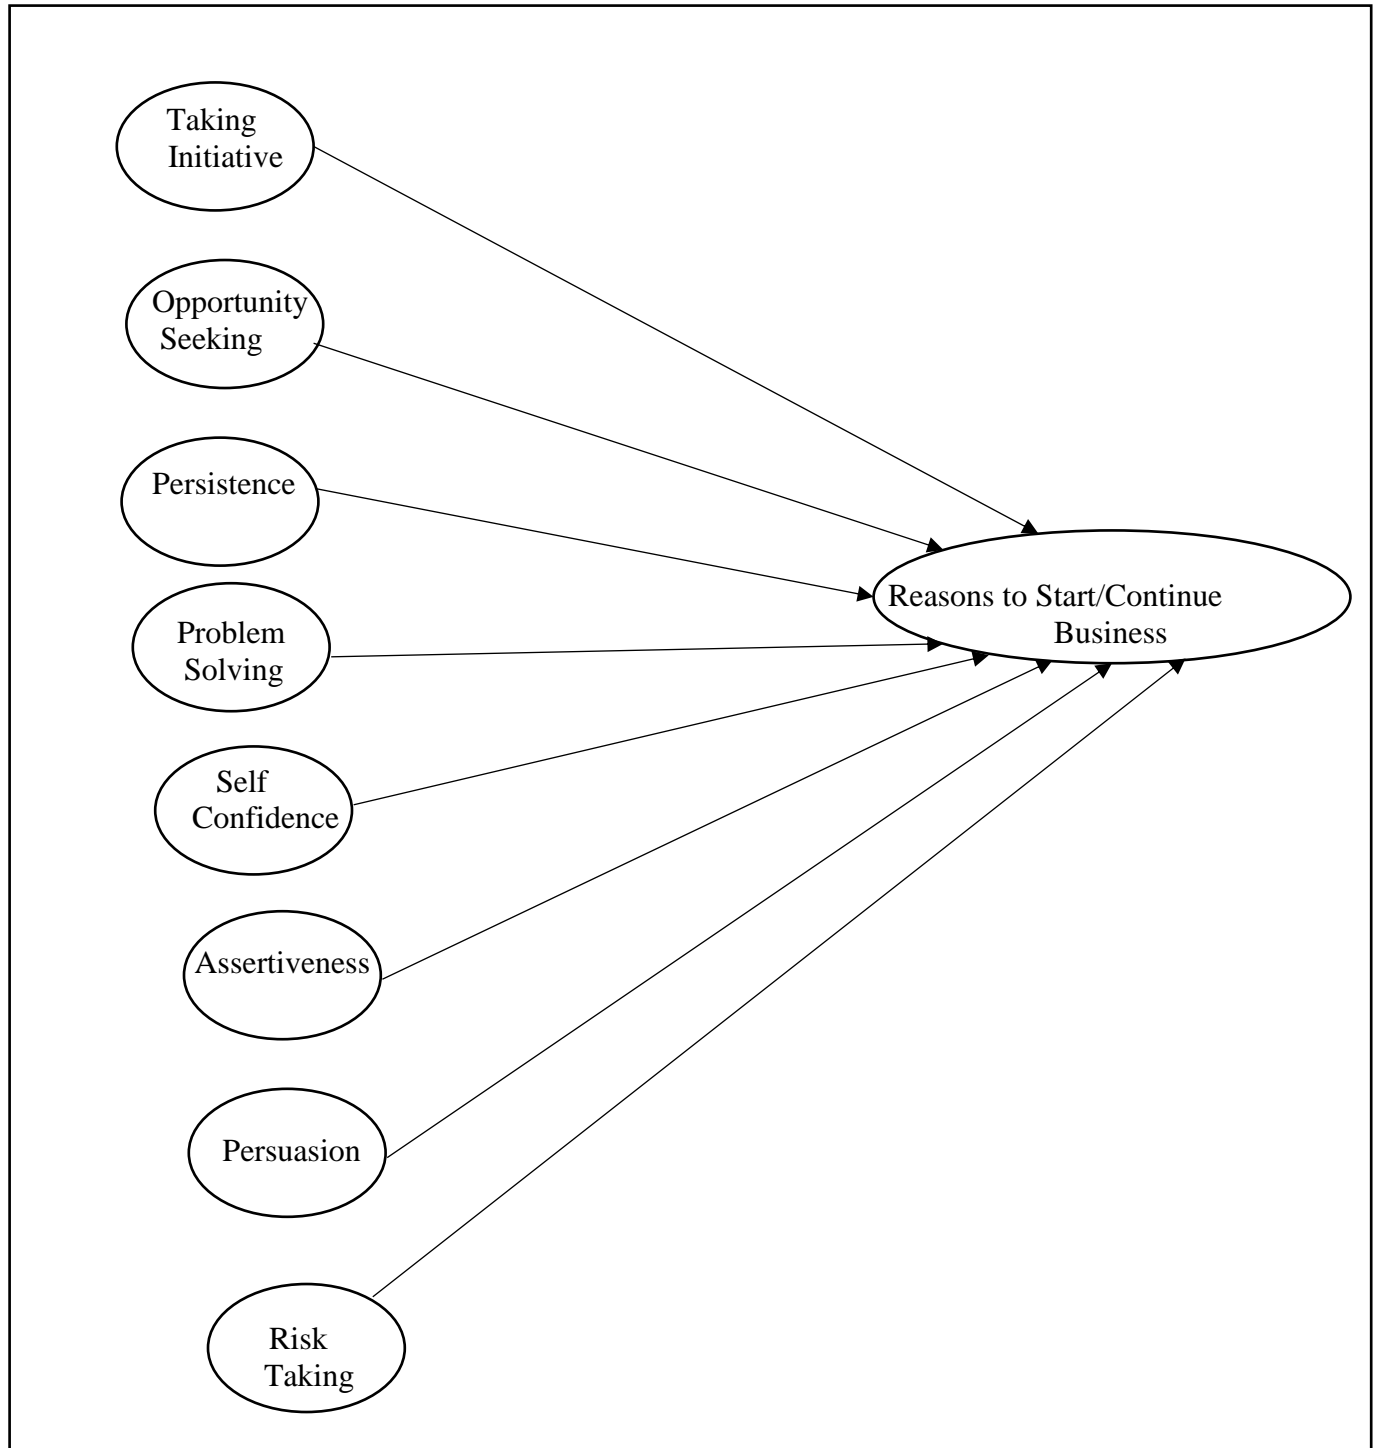 Taking
Initiative
Opportunity
Seeking
Persistence
Reasons to Start/Continue
Business
Problem
Solving
Self
Confidence
Assertiveness
Persuasion
Risk
Taking